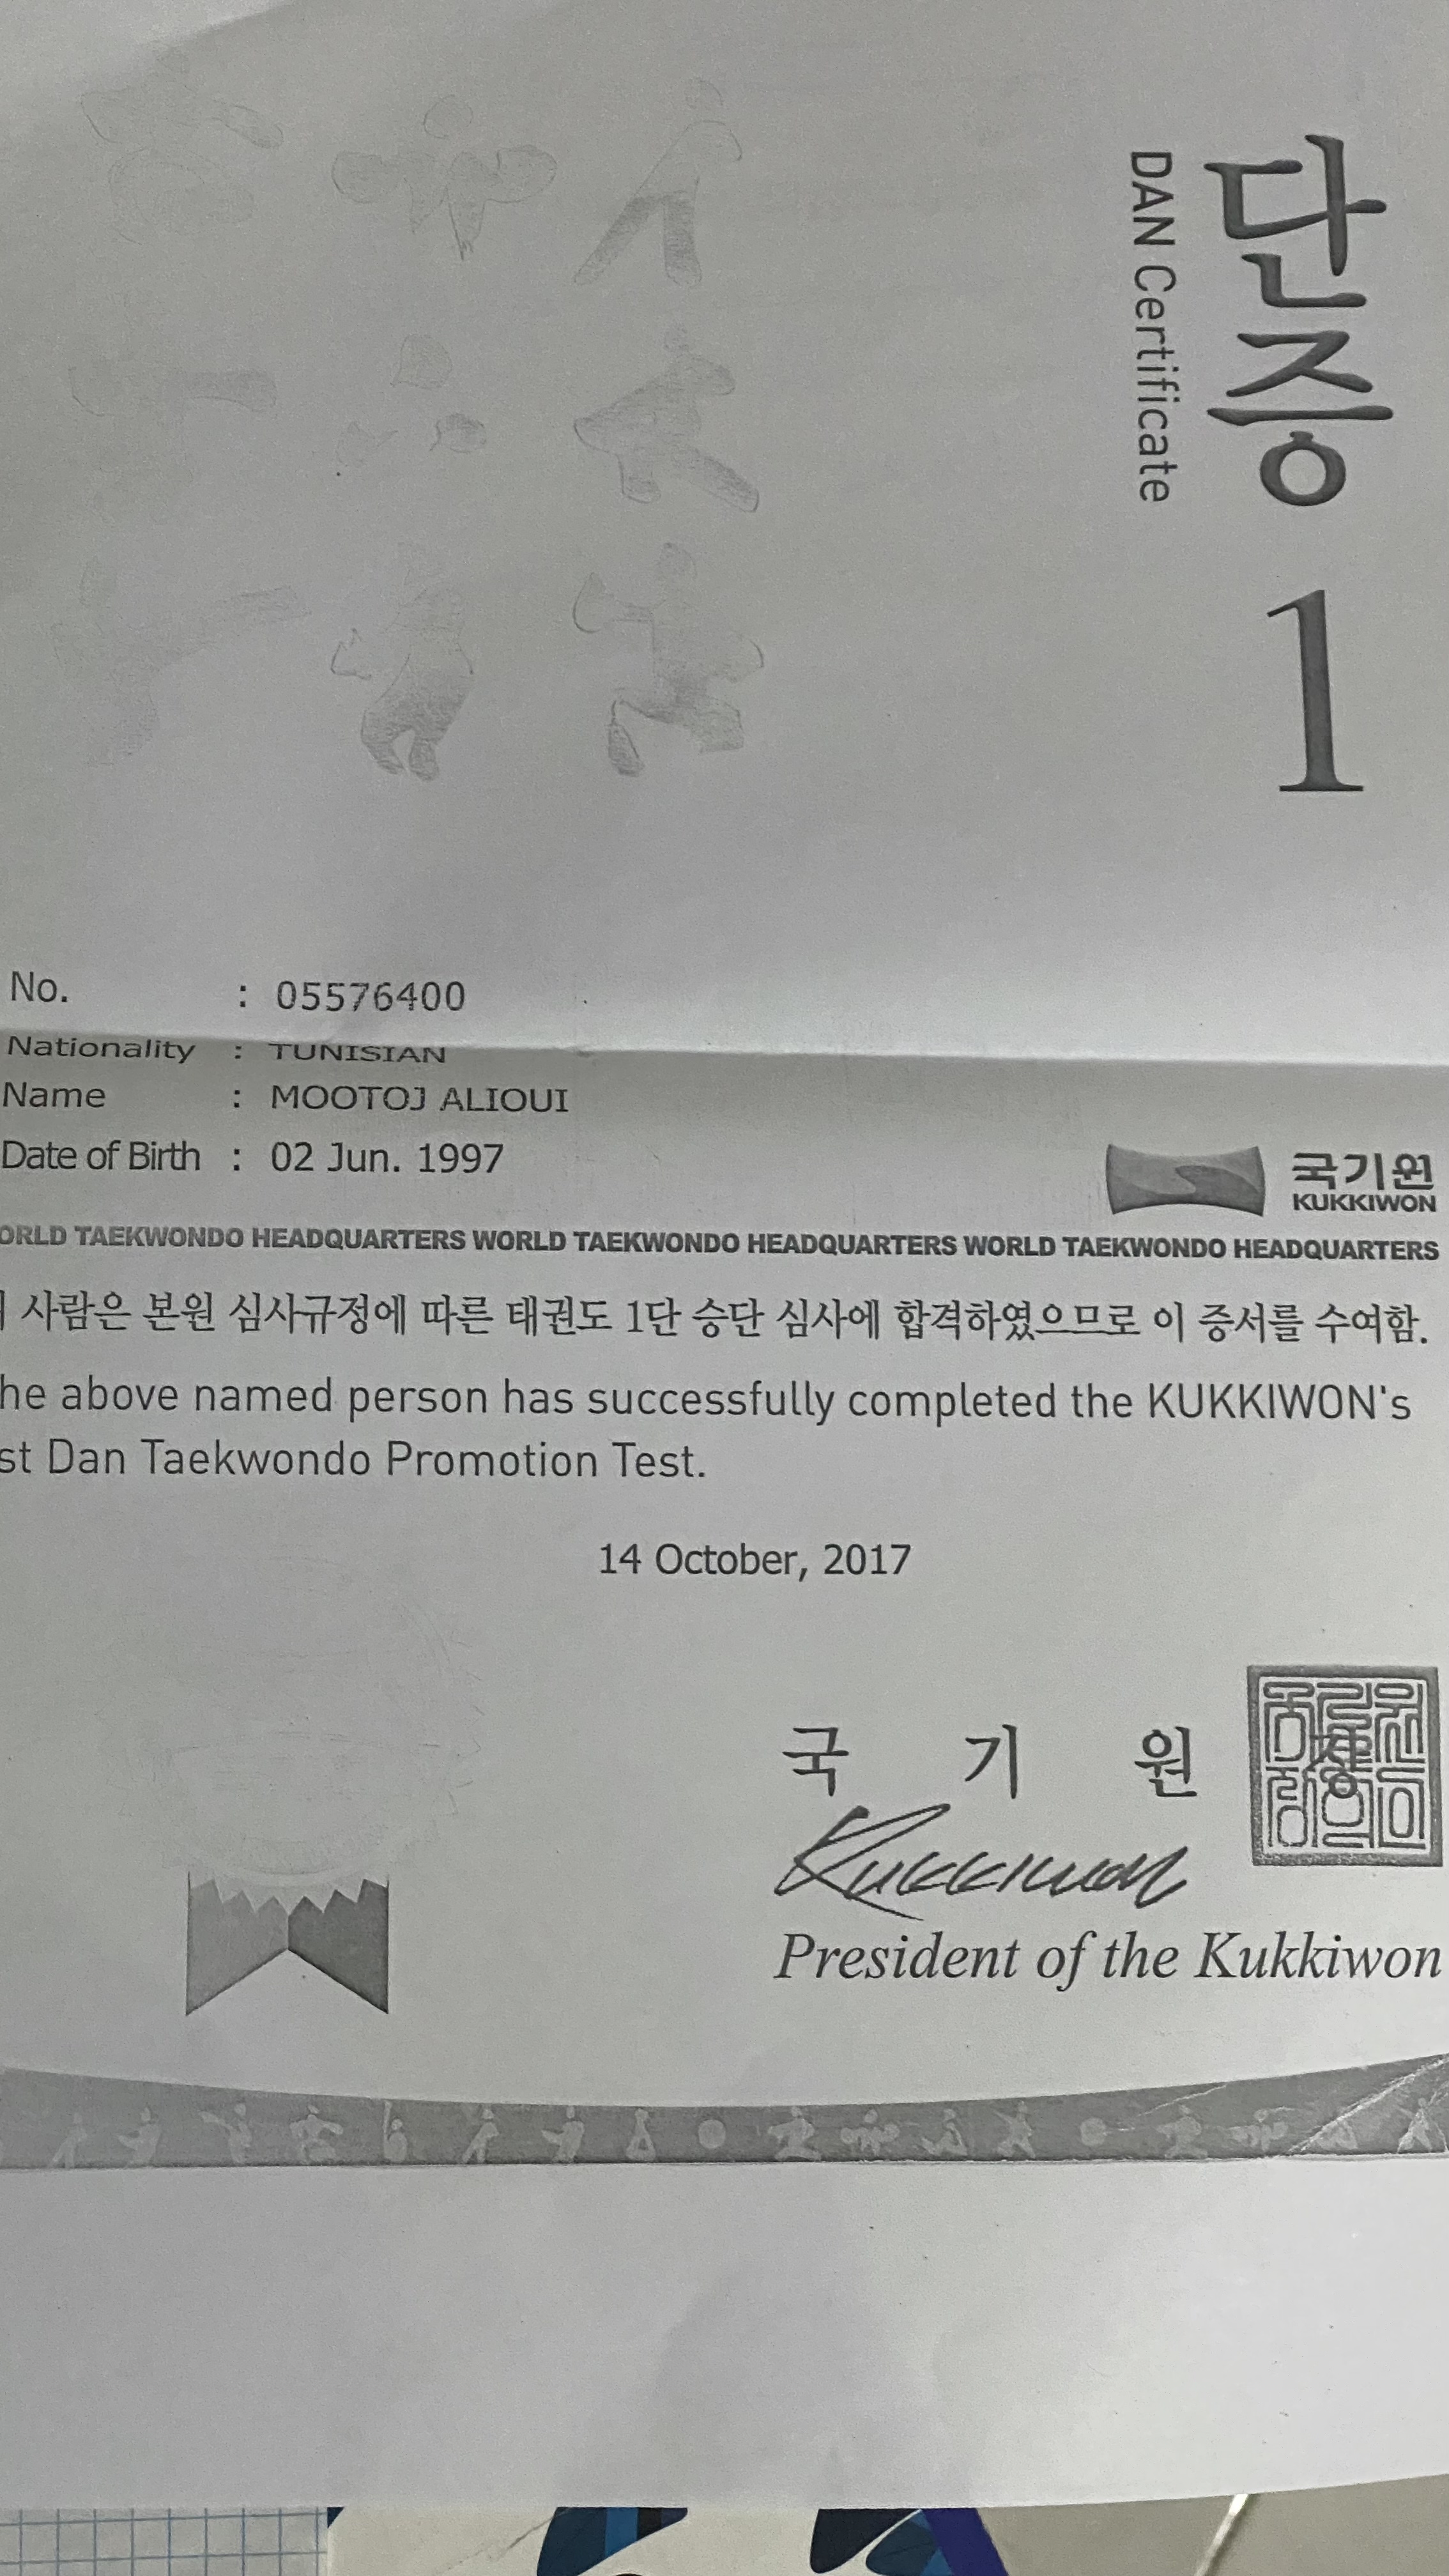 단증 1
DAN Certificate
No. : 05576400
Nationality : TUNISIAN
Name : MOOTOJ ALIOUI
Date of Birth : 02 Jun. 1997
국기원
KUKKIWON
ORLD TAEKWONDO HEADQUARTERS WORLD TAEKWONDO HEADQUARTERS WORLD TAEKWONDO HEADQUARTERS
사람은 본원 심사규정에 따른 태권도 1단 승단 심사에 합격하였으므로 이 증서를 수여함.
he above named person has successfully completed the KUKKIWON's
st Dan Taekwondo Promotion Test.
14 October, 2017
국 기 원
Kukkiwon
President of the Kukkiwon